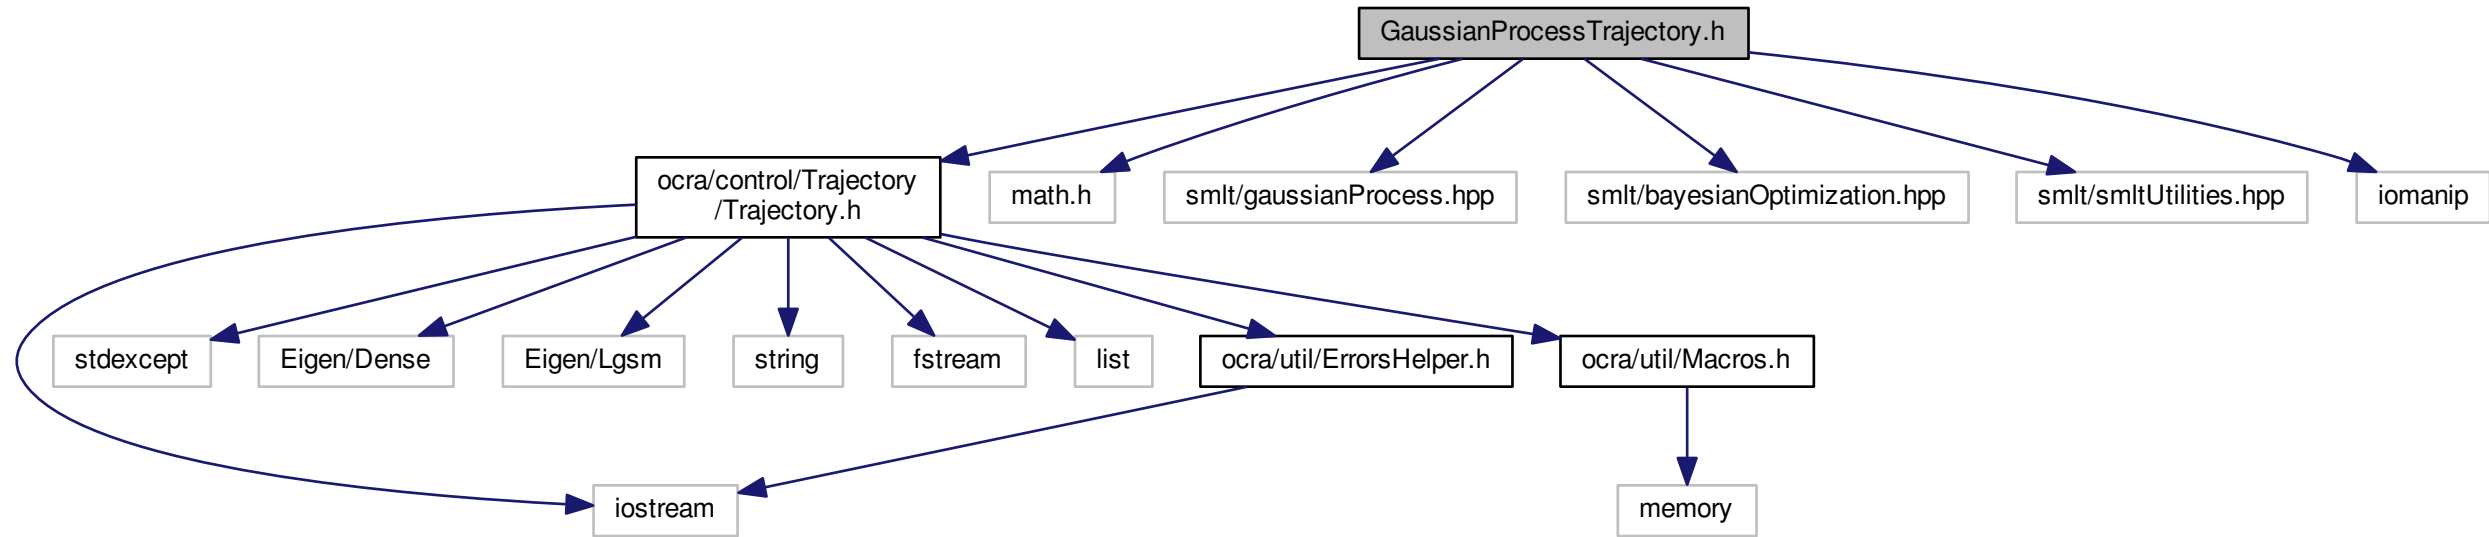 GaussianProcessTrajectory.h
ocra/control/Trajectory
/Trajectory.h
math.h
smlt/gaussianProcess.hpp
smlt/bayesianOptimization.hpp
smlt/smltUtilities.hpp
iomanip
stdexcept
Eigen/Dense
Eigen/Lgsm
string
fstream
list
ocra/util/ErrorsHelper.h
ocra/util/Macros.h
iostream
memory